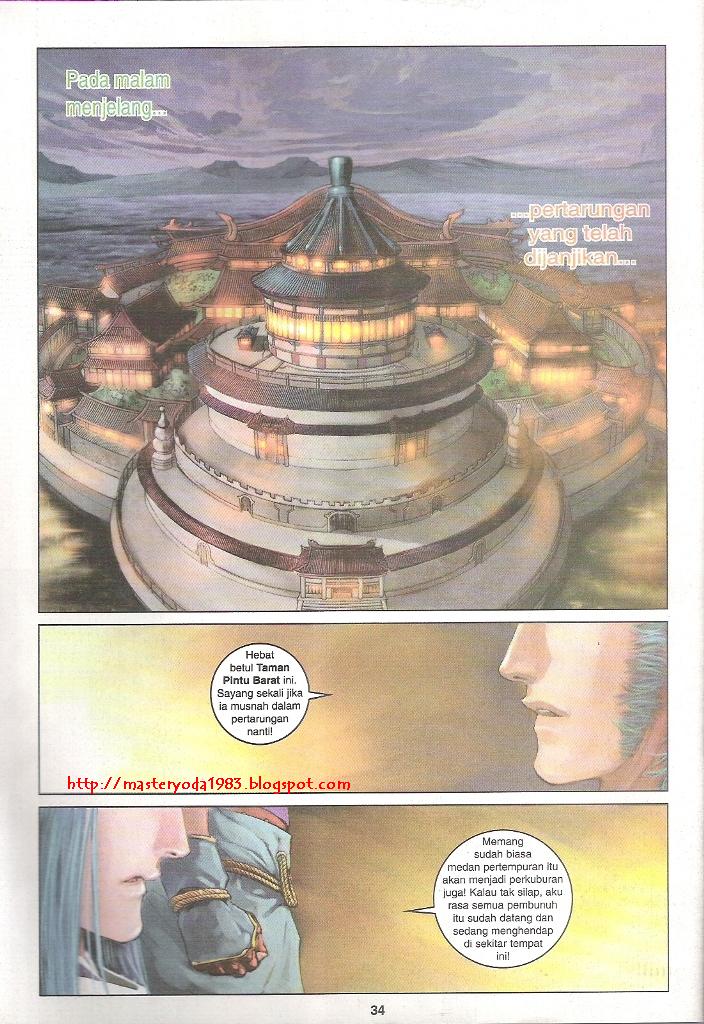 Pada malam
menjelang...
...pertarungan
yang telah
dijanjikan...
Hebat
betul Taman
Pintu Barat ini.
Sayang sekali jika
ia musnah dalam
pertarungan
nanti!
http://masteryoda1983.blogspot.com
Memang
sudah biasa
medan pertempuran itu
akan menjadi perkuburan
juga! Kalau tak silap, aku
rasa semua pembunuh
itu sudah datang dan
sedang menghendap
di sekitar tempat
ini!
34